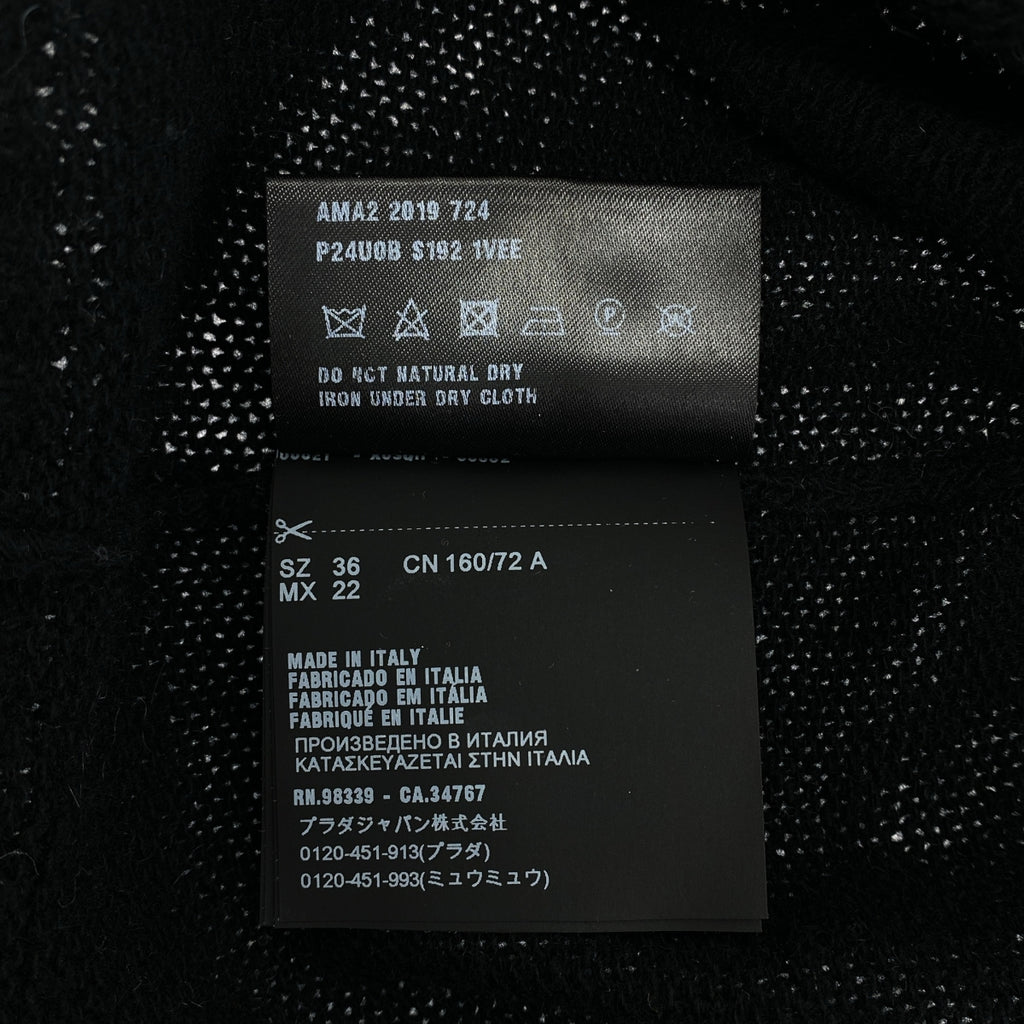 AMA2 2019 724
P24U0B S192 1VEE
P
DO NOT NATURAL DRY
IRON UNDER DRY CLOTH
SZ 36 CN 160/72 A
MX 22
MADE IN ITALY
FABRICADO EN ITALIA
FABRICADO EM ITÁLIA
FABRIQUÉ EN ITALIE
ПРОИЗВЕДЕНО В ИТАЛИЯ
ΚΑΤΑΣΚΕΥΑΖΕΤΑΙ ΣΤΗΝ ΙΤΑΛΙΑ
RN.98339 - CA.34767
プラダジャパン株式会社
0120-451-913(プラダ)
0120-451-993(ミュウミュウ)